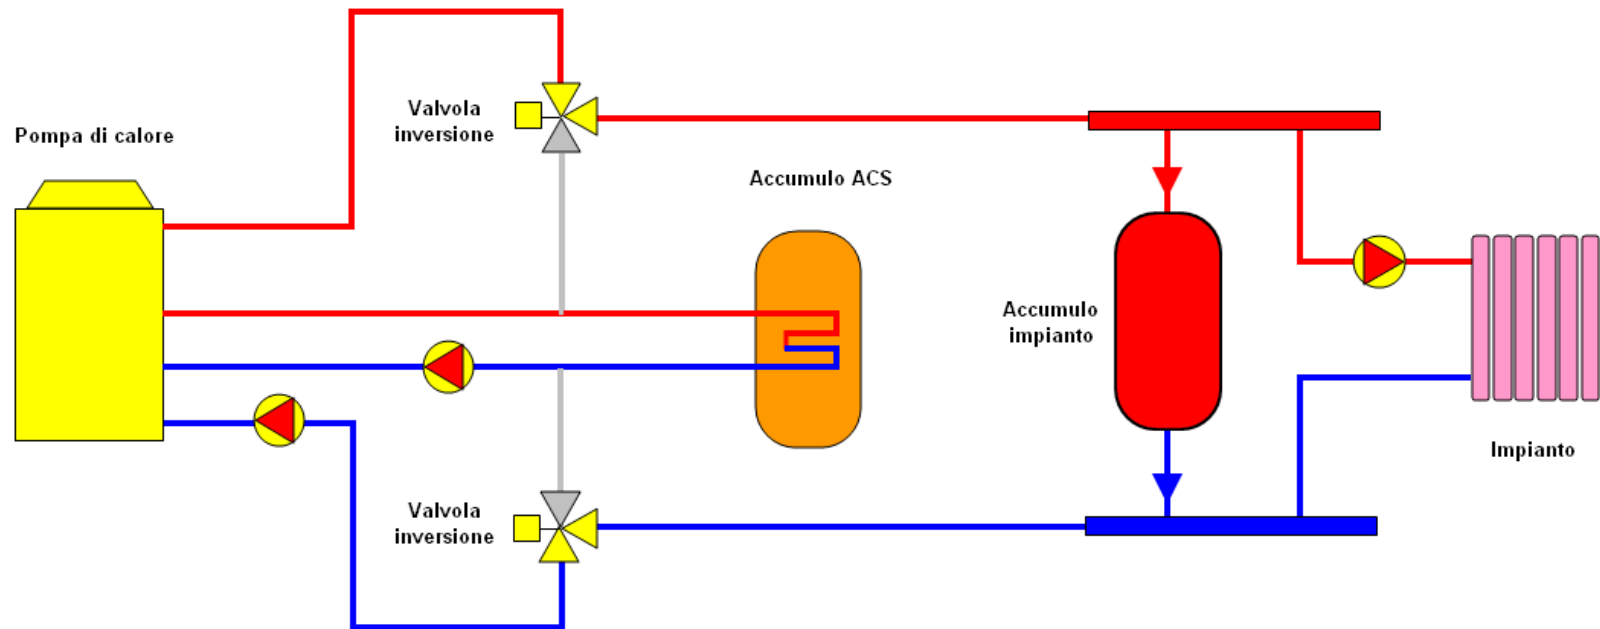 Pompa di calore
Valvola
inversione
Accumulo ACS
Accumulo
impianto
Impianto
Valvola
inversione